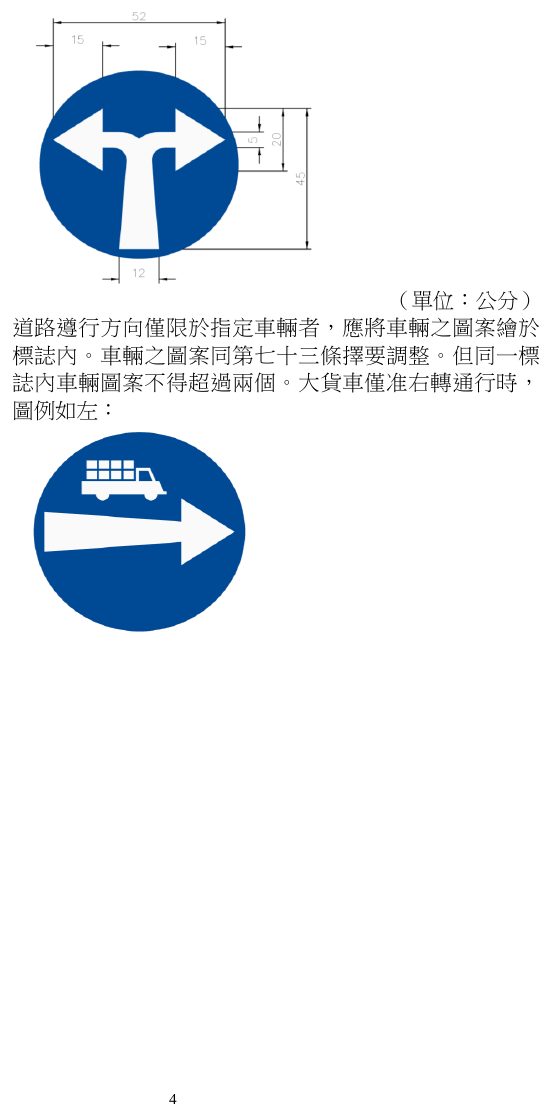 52
15 15
5
20
45
12
（單位：公分）
道路遵行方向僅限於指定車輛者，應將車輛之圖案繪於
標誌內。車輛之圖案同第七十三條擇要調整。但同一標
誌內車輛圖案不得超過兩個。大貨車僅准右轉通行時，
圖例如左：
4